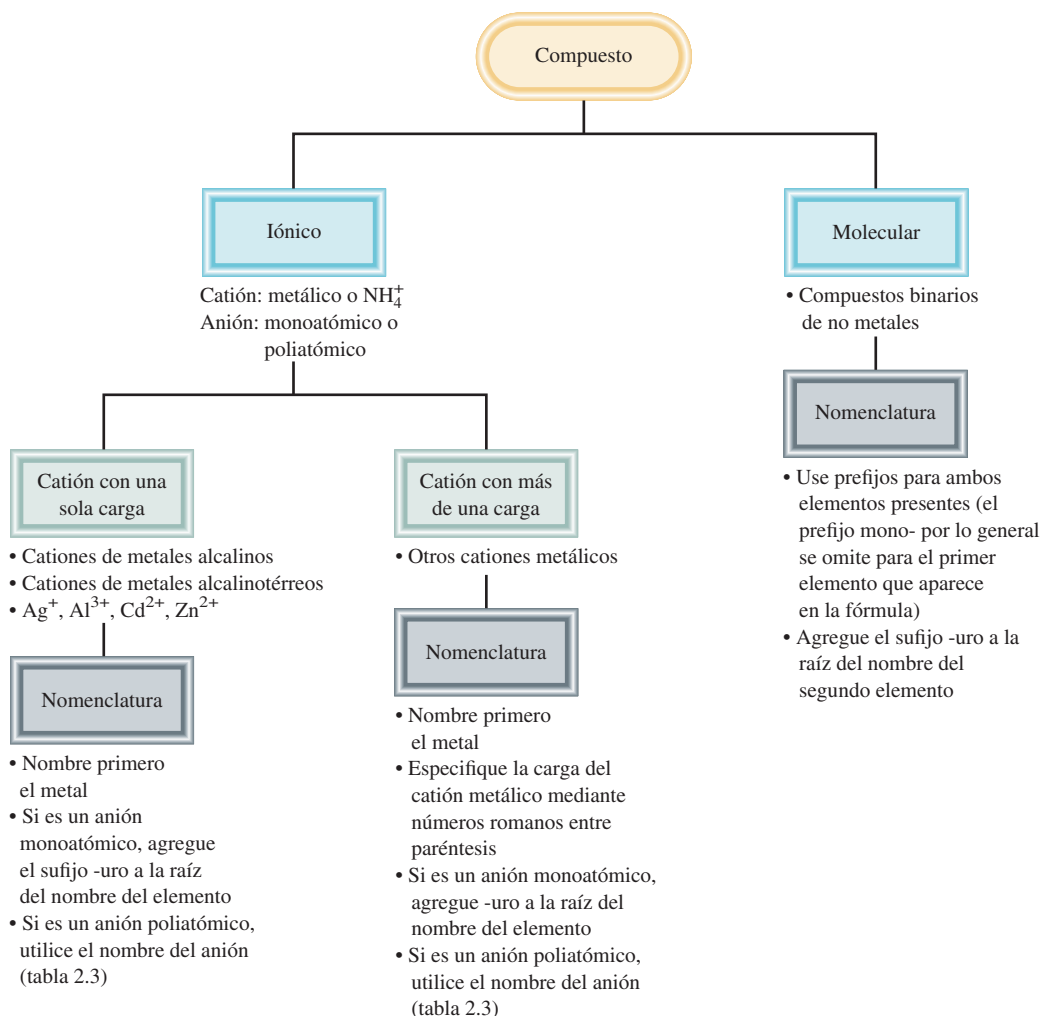 Compuesto
Iónico
Catión: metálico o NH₄⁺
Anión: monoatómico o
poliatómico
Catión con una
sola carga
• Cationes de metales alcalinos
• Cationes de metales alcalinotérreos
• Ag⁺, Al³⁺, Cd²⁺, Zn²⁺
Nomenclatura
• Nombre primero
el metal
• Si es un anión
monoatómico, agregue
el sufijo -uro a la raíz
del nombre del elemento
• Si es un anión poliatómico,
utilice el nombre del anión
(tabla 2.3)
Catión con más
de una carga
• Otros cationes metálicos
Nomenclatura
• Nombre primero
el metal
• Especifique la carga del
catión metálico mediante
números romanos entre
paréntesis
• Si es un anión monoatómico,
agregue -uro a la raíz del
nombre del elemento
• Si es un anión poliatómico,
utilice el nombre del anión
(tabla 2.3)
Molecular
• Compuestos binarios
de no metales
Nomenclatura
• Use prefijos para ambos
elementos presentes (el
prefijo mono- por lo general
se omite para el primer
elemento que aparece
en la fórmula)
• Agregue el sufijo -uro a la
raíz del nombre del
segundo elemento